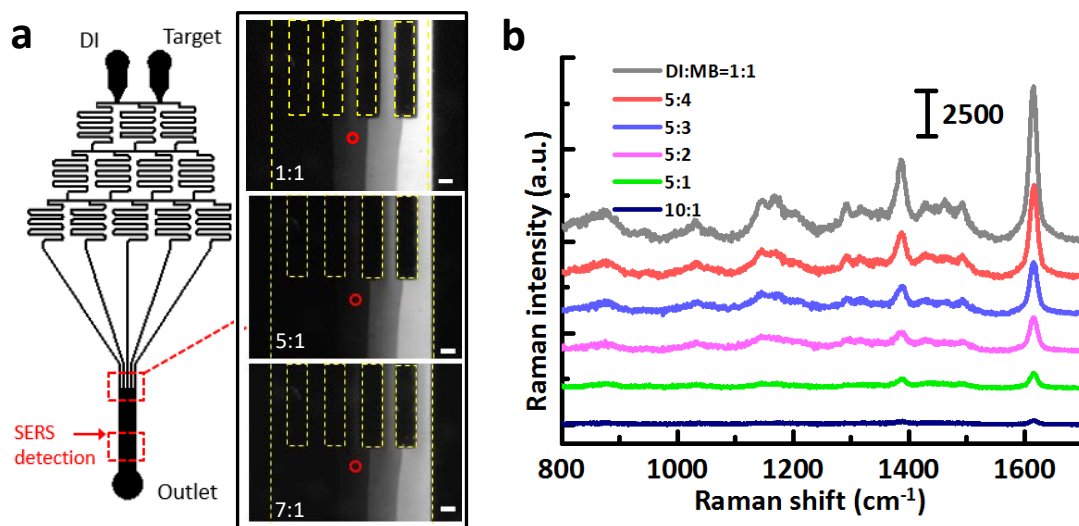 a
DI
Target
1:1
5:1
7:1
SERS
detection
Outlet
b
DI:MB=1:1
5:4
5:3
5:2
5:1
10:1
2500
Raman intensity (a.u.)
800
1000
1200
1400
1600
Raman shift (cm⁻¹)